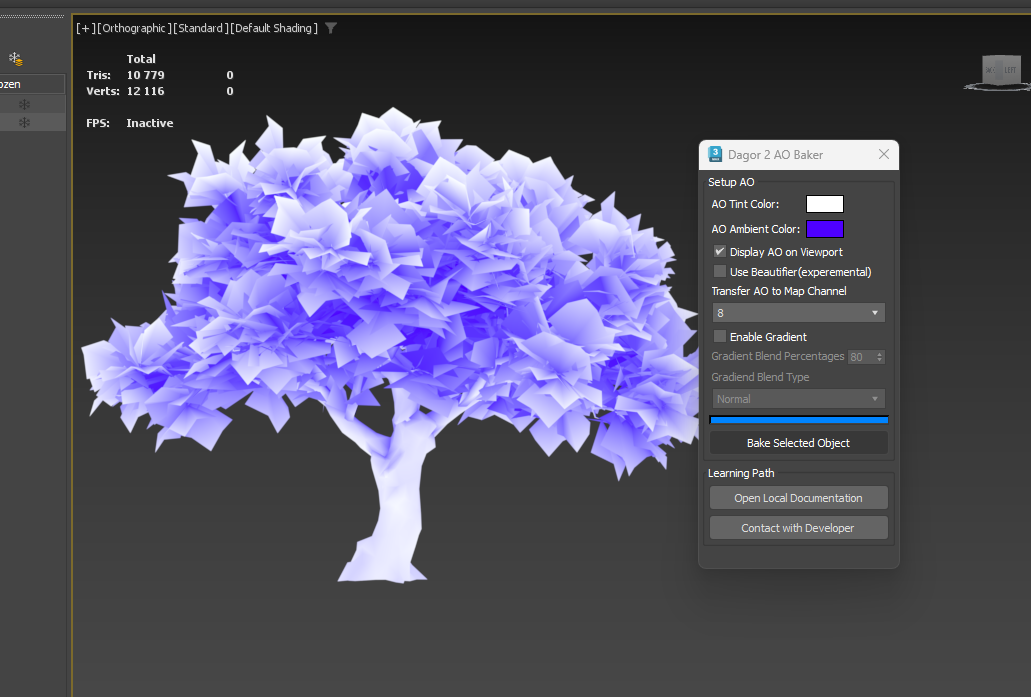 [+][Orthographic][Standard][Default Shading]
ozen
Total
Tris: 10 779 0
Verts: 12 116 0
FPS: Inactive
LEFT
3
Dagor 2 AO Baker
Setup AO
AO Tint Color:
AO Ambient Color:
Display AO on Viewport
Use Beautifier(experemental)
Transfer AO to Map Channel
8
Enable Gradient
Gradient Blend Percentages 80
Gradiend Blend Type
Normal
Bake Selected Object
Learning Path
Open Local Documentation
Contact with Developer